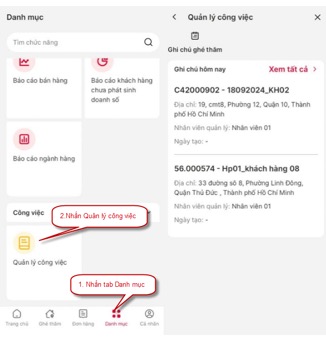 Danh mục
Tìm chức năng
Báo cáo bán hàng
Báo cáo khách hàng
chưa phát sinh
doanh số
Báo cáo ngành hàng
Công việc
2.Nhấn Quản lý công việc
Quản lý công việc
1. Nhấn tab Danh mục
Trang chủ
Ghé thăm
Đơn hàng
Danh mục
Cá nhân
Quản lý công việc
Ghi chú ghé thăm
Ghi chú hôm nay
Xem tất cả
C42000902 - 18092024_KH02
Địa chỉ: 19, cmt8, Phường 12, Quận 10, Thành
phố Hồ Chí Minh
Nhân viên quản lý: Nhân viên 01
Ngày tạo: -
56.000574 - Hp01_khách hàng 08
Địa chỉ: 33 đường số 8, Phường Linh Đông,
Quận Thủ Đức , Thành phố Hồ Chí Minh
Nhân viên quản lý: Nhân viên 01
Ngày tạo: -